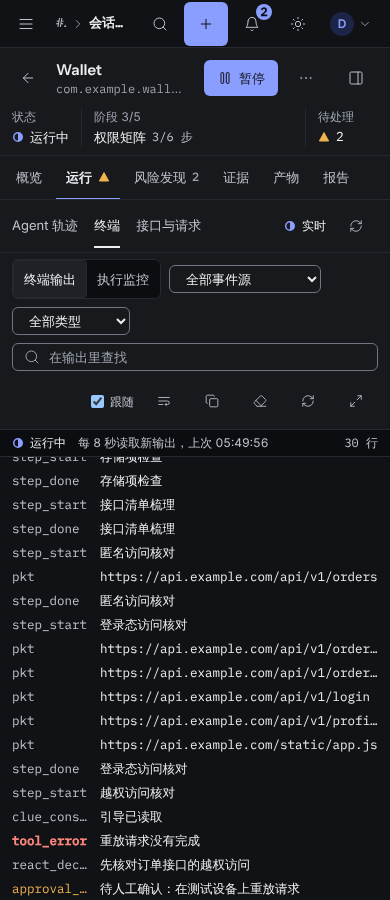 #. 会话… 2 D
Wallet
com.example.wall…
暂停
状态 阶段 3/5 待处理
运行中 权限矩阵 3/6 步 2
概览 运行 风险发现 2 证据 产物 报告
Agent 轨迹 终端 接口与请求 实时
终端输出 执行监控 全部事件源
全部类型
在输出里查找
跟随
运行中 每 8 秒读取新输出，上次 05:49:56 30 行
step_start 存储项检查
step_done 存储项检查
step_start 接口清单梳理
step_done 接口清单梳理
step_start 匿名访问核对
pkt https://api.example.com/api/v1/orders
step_done 匿名访问核对
step_start 登录态访问核对
pkt https://api.example.com/api/v1/order…
pkt https://api.example.com/api/v1/order…
pkt https://api.example.com/api/v1/login
pkt https://api.example.com/api/v1/profi…
pkt https://api.example.com/static/app.js
step_done 登录态访问核对
step_start 越权访问核对
clue_cons… 引导已读取
tool_error 重放请求没有完成
react_dec… 先核对订单接口的越权访问
approval_… 待人工确认：在测试设备上重放请求